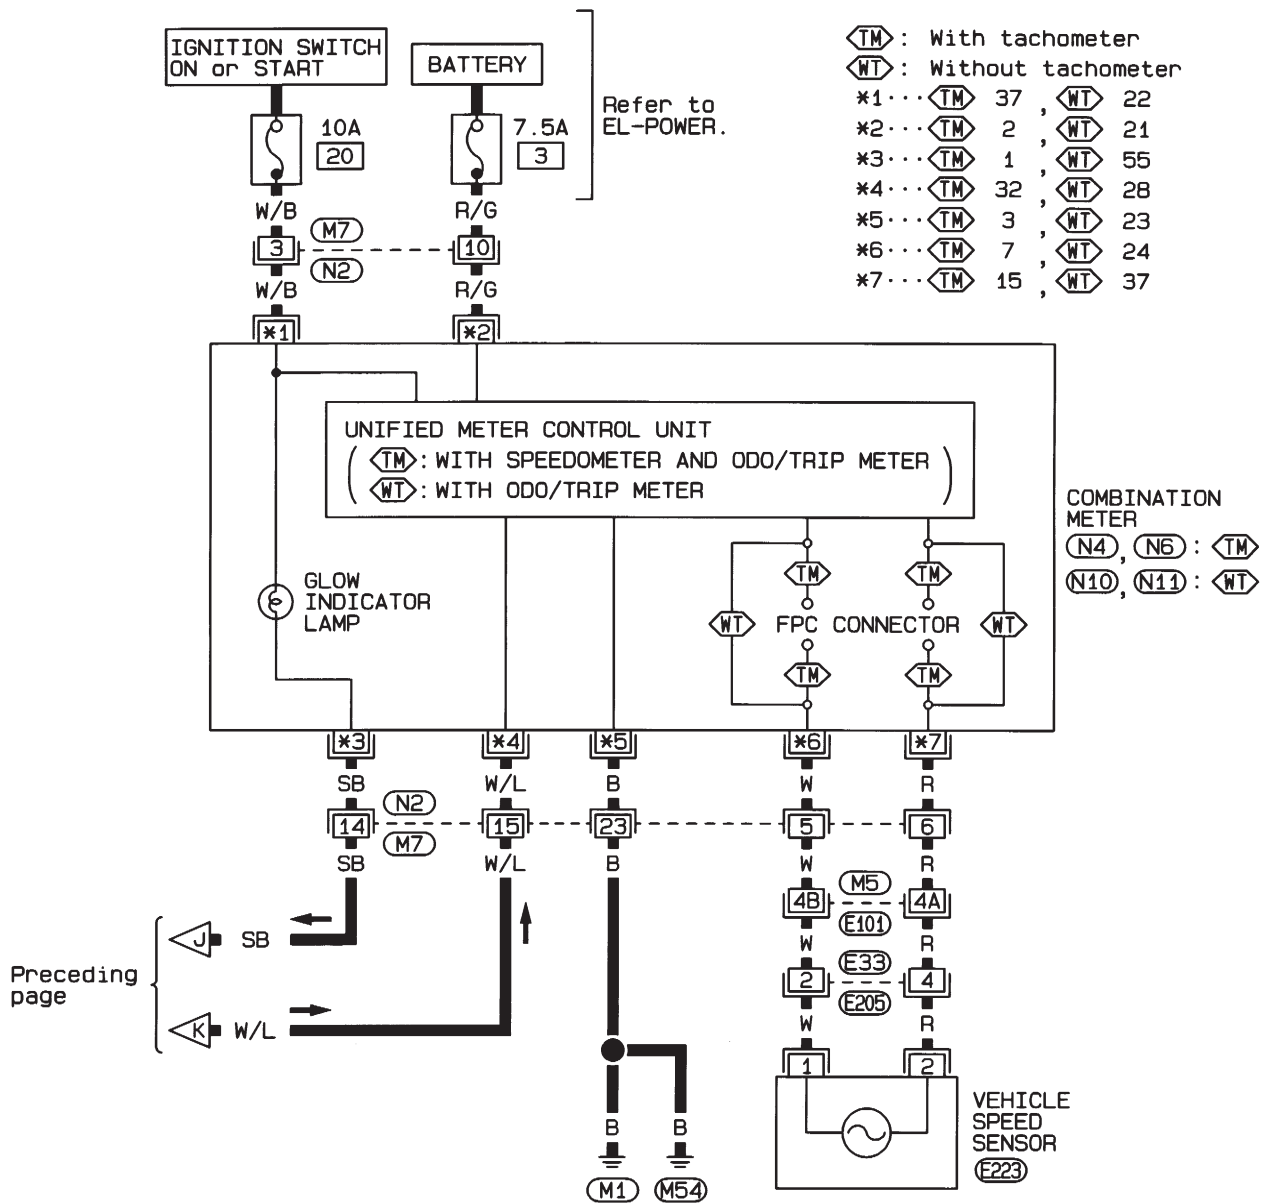 IGNITION SWITCH
ON or START
BATTERY
Refer to
EL-POWER.
10A
20
7.5A
3
W/B
R/G
3
M7
10
N2
W/B
R/G
*1
*2
TM : With tachometer
WT : Without tachometer
*1 ··· TM 37 , WT 22
*2 ··· TM 2 , WT 21
*3 ··· TM 1 , WT 55
*4 ··· TM 32 , WT 28
*5 ··· TM 3 , WT 23
*6 ··· TM 7 , WT 24
*7 ··· TM 15 , WT 37
UNIFIED METER CONTROL UNIT
( TM : WITH SPEEDOMETER AND ODO/TRIP METER
WT : WITH ODO/TRIP METER )
COMBINATION
METER
N4 , N6 : TM
N10 , N11 : WT
GLOW
INDICATOR
LAMP
TM TM
WT FPC CONNECTOR WT
TM TM
*3 *4 *5 *6 *7
SB W/L B W R
N2
14 15 23 5 6
M7
SB W/L B W R
M5
4B 4A
E101
W R
E33
2 4
E205
W R
1 2
Preceding
page
J SB
K W/L
B B
M1 M54
VEHICLE
SPEED
SENSOR
E223